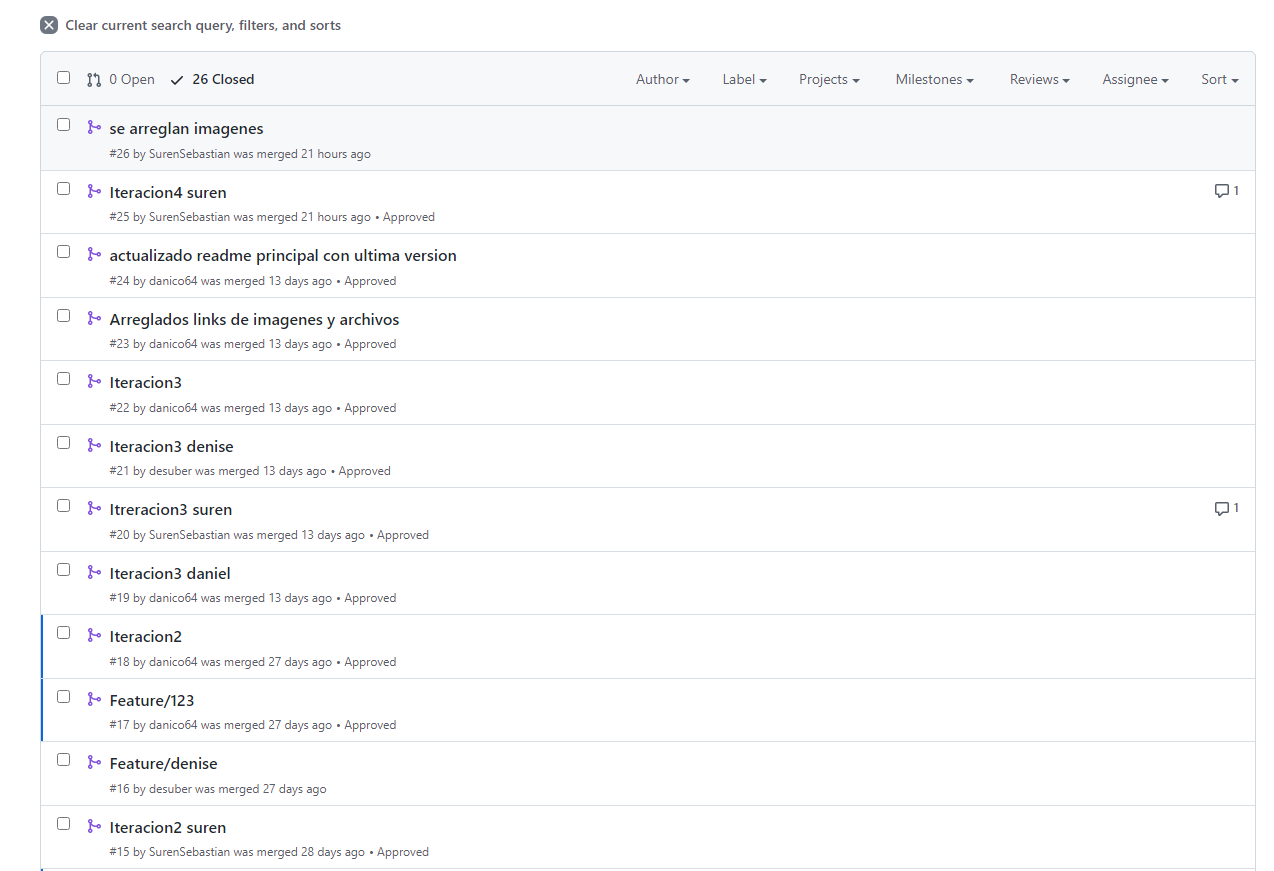 Clear current search query, filters, and sorts
0 Open 26 Closed Author Label Projects Milestones Reviews Assignee Sort
se arreglan imagenes
#26 by SurenSebastian was merged 21 hours ago
Iteracion4 suren 1
#25 by SurenSebastian was merged 21 hours ago • Approved
actualizado readme principal con ultima version
#24 by danico64 was merged 13 days ago • Approved
Arreglados links de imagenes y archivos
#23 by danico64 was merged 13 days ago • Approved
Iteracion3
#22 by danico64 was merged 13 days ago • Approved
Iteracion3 denise
#21 by desuber was merged 13 days ago • Approved
Itreracion3 suren 1
#20 by SurenSebastian was merged 13 days ago • Approved
Iteracion3 daniel
#19 by danico64 was merged 13 days ago • Approved
Iteracion2
#18 by danico64 was merged 27 days ago • Approved
Feature/123
#17 by danico64 was merged 27 days ago • Approved
Feature/denise
#16 by desuber was merged 27 days ago
Iteracion2 suren
#15 by SurenSebastian was merged 28 days ago • Approved